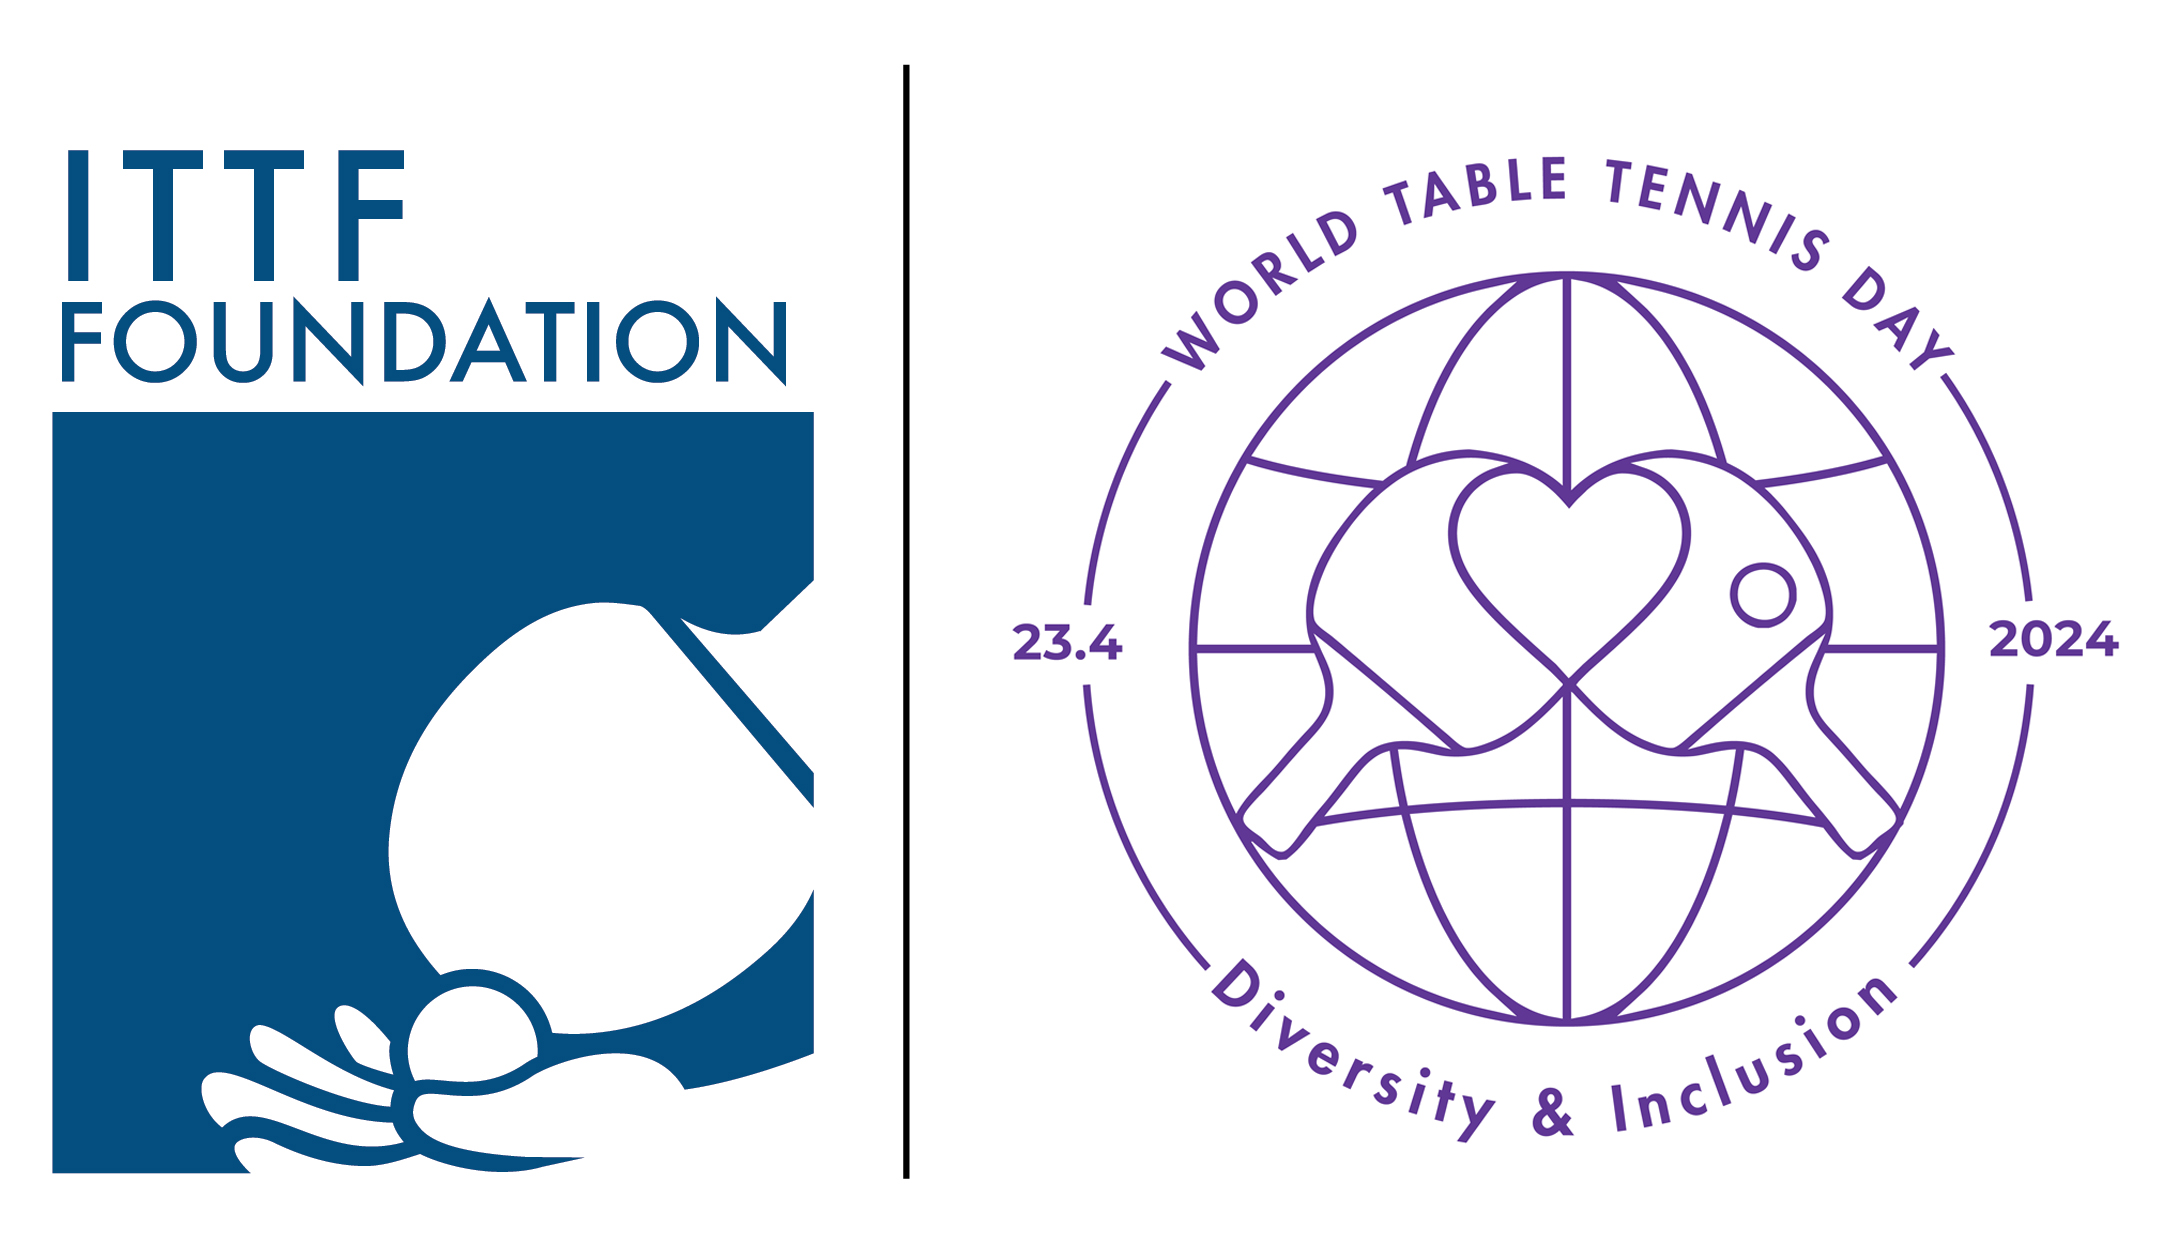 ITTF
FOUNDATION
WORLD TABLE TENNIS DAY
23.4
2024
Diversity & Inclusion